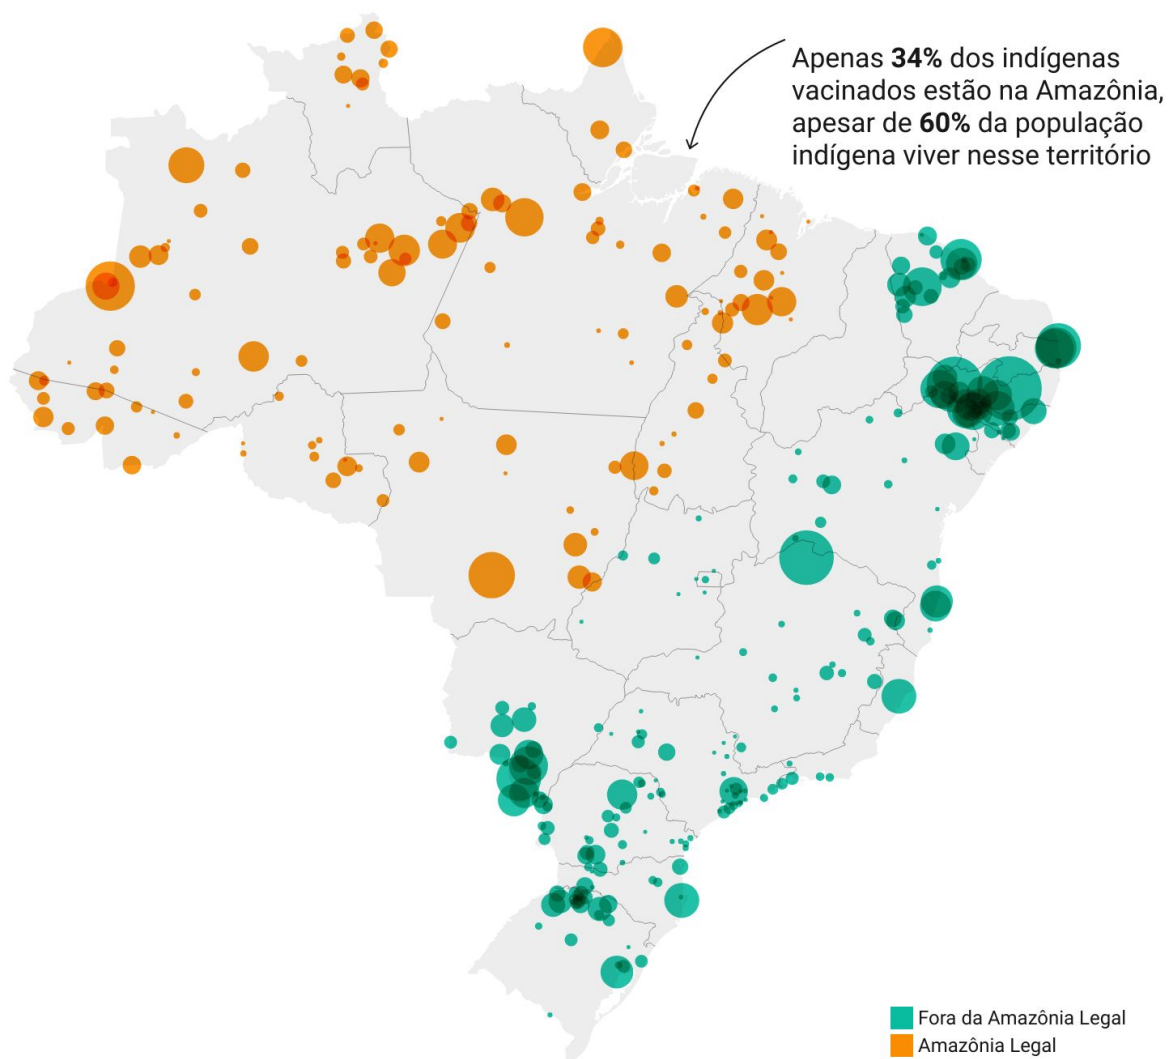 Apenas 34% dos indígenas
vacinados estão na Amazônia,
apesar de 60% da população
indígena viver nesse território
Fora da Amazônia Legal
Amazônia Legal